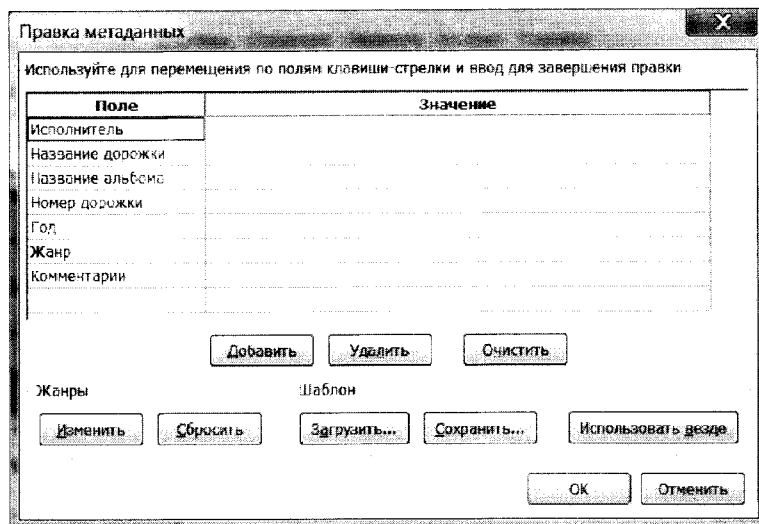 Правка метаданных
Используйте для перемещения по полям клавиши-стрелки и ввод для завершения правки
Поле Значение
Исполнитель
Название дорожки
Название альбома
Номер дорожки
Год
Жанр
Комментарии
Добавить Удалить Очистить
Жанры Шаблон
Изменить Сбросить Загрузить... Сохранить... Использовать везде
OK Отменить